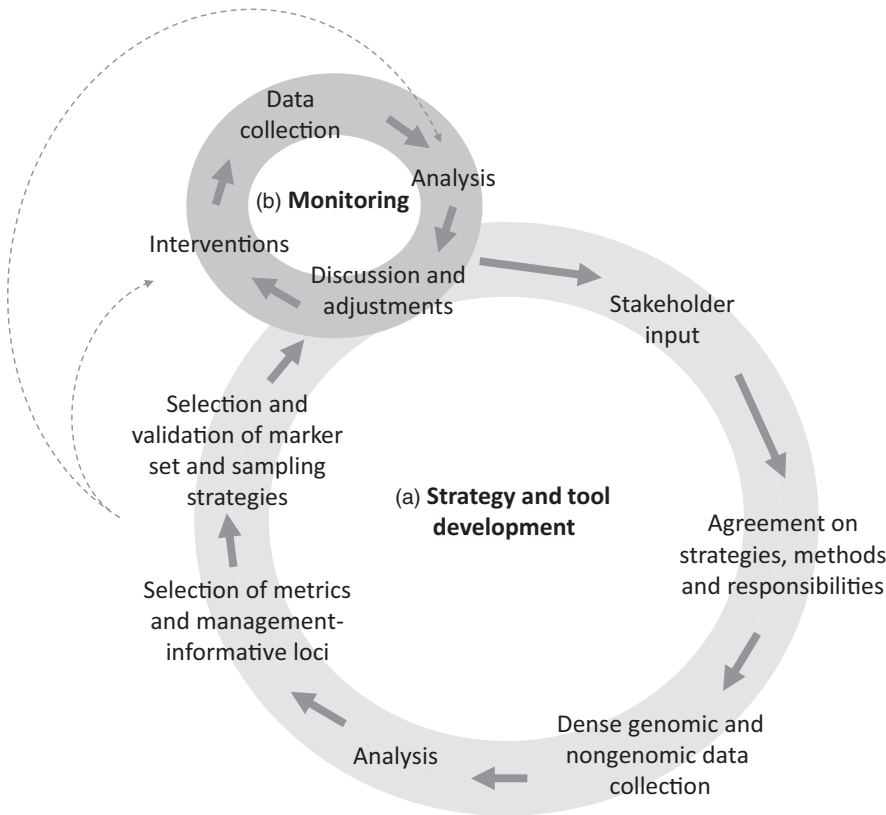 Data
collection
Analysis
(b) Monitoring
Interventions
Discussion and
adjustments
Stakeholder
input
Selection and
validation of marker
set and sampling
strategies
(a) Strategy and tool
development
Agreement on
strategies, methods
and responsibilities
Selection of metrics
and management-
informative loci
Dense genomic and
nongenomic data
collection
Analysis